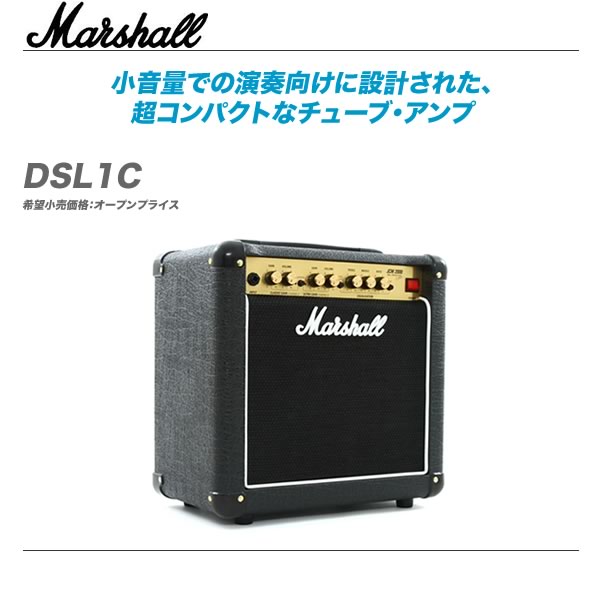 Marshall
小音量での演奏向けに設計された、
超コンパクトなチューブ・アンプ
DSL1C
希望小売価格:オープンプライス
JCM 2000
Marshall